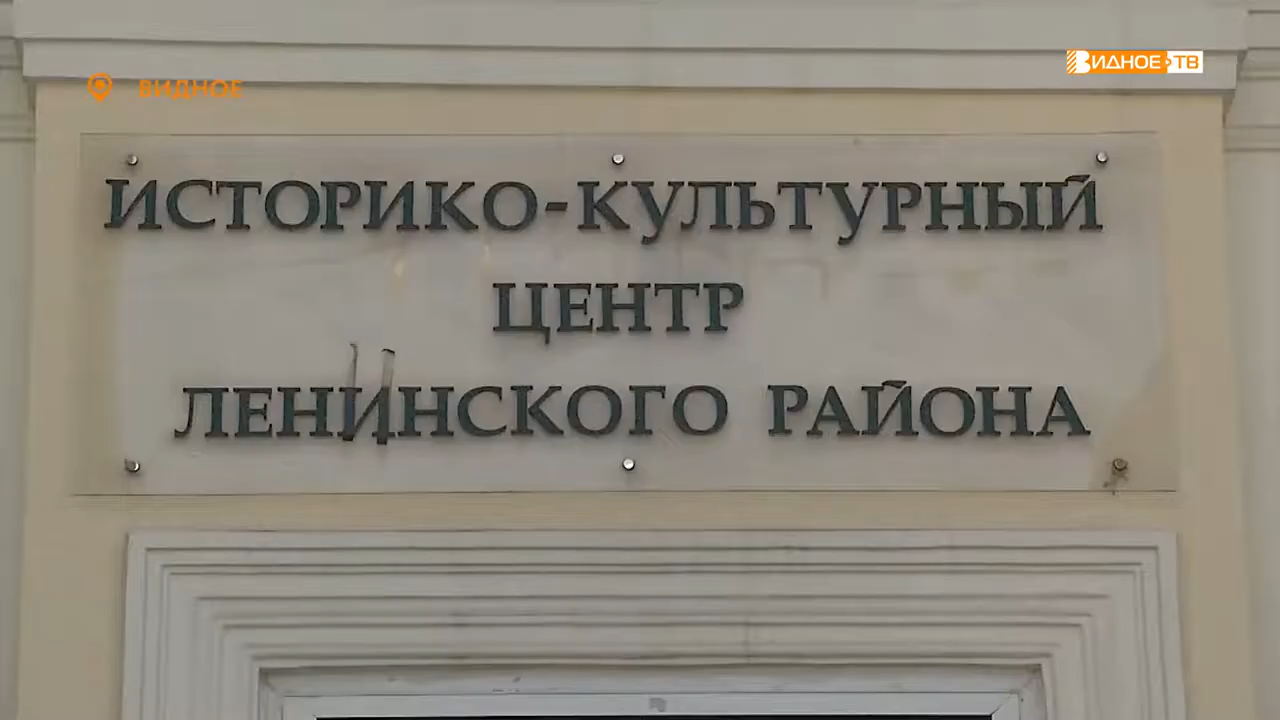 ВИДНОЕ
ВИДНОЕ ТВ
ИСТОРИКО-КУЛЬТУРНЫЙ
ЦЕНТР
ЛЕНИНСКОГО РАЙОНА